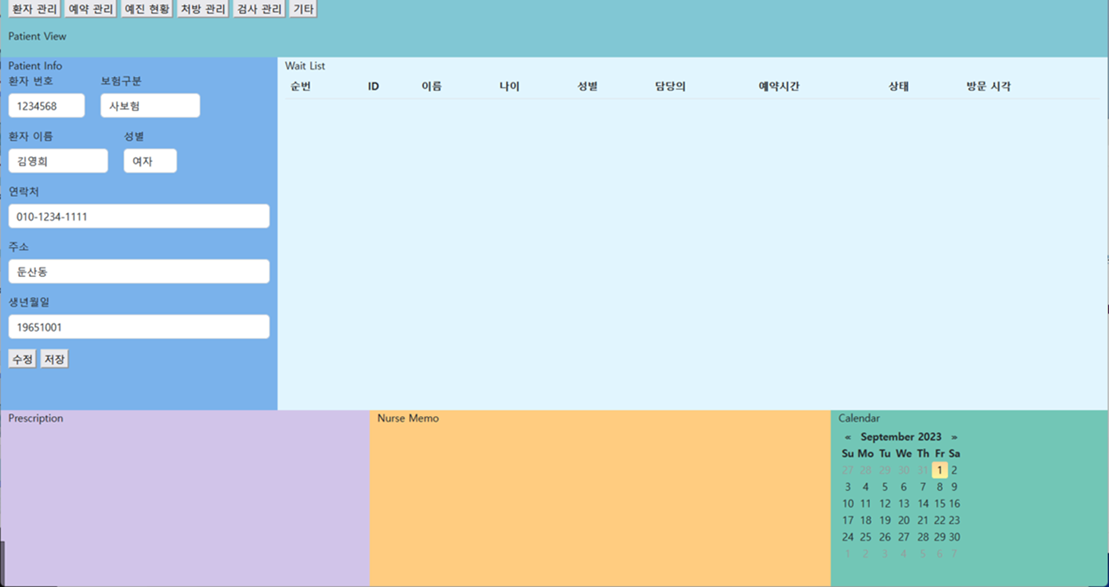 환자 관리 예약 관리 예진 현황 처방 관리 검사 관리 기타
Patient View
Patient Info
환자 번호 보험구분
1234568 사보험
환자 이름 성별
김영희 여자
연락처
010-1234-1111
주소
둔산동
생년월일
19651001
수정 저장
Wait List
순번 ID 이름 나이 성별 담당의 예약시간 상태 방문 시각
Prescription
Nurse Memo
Calendar
« September 2023 »
Su Mo Tu We Th Fr Sa
27 28 29 30 31 1 2
3 4 5 6 7 8 9
10 11 12 13 14 15 16
17 18 19 20 21 22 23
24 25 26 27 28 29 30
1 2 3 4 5 6 7